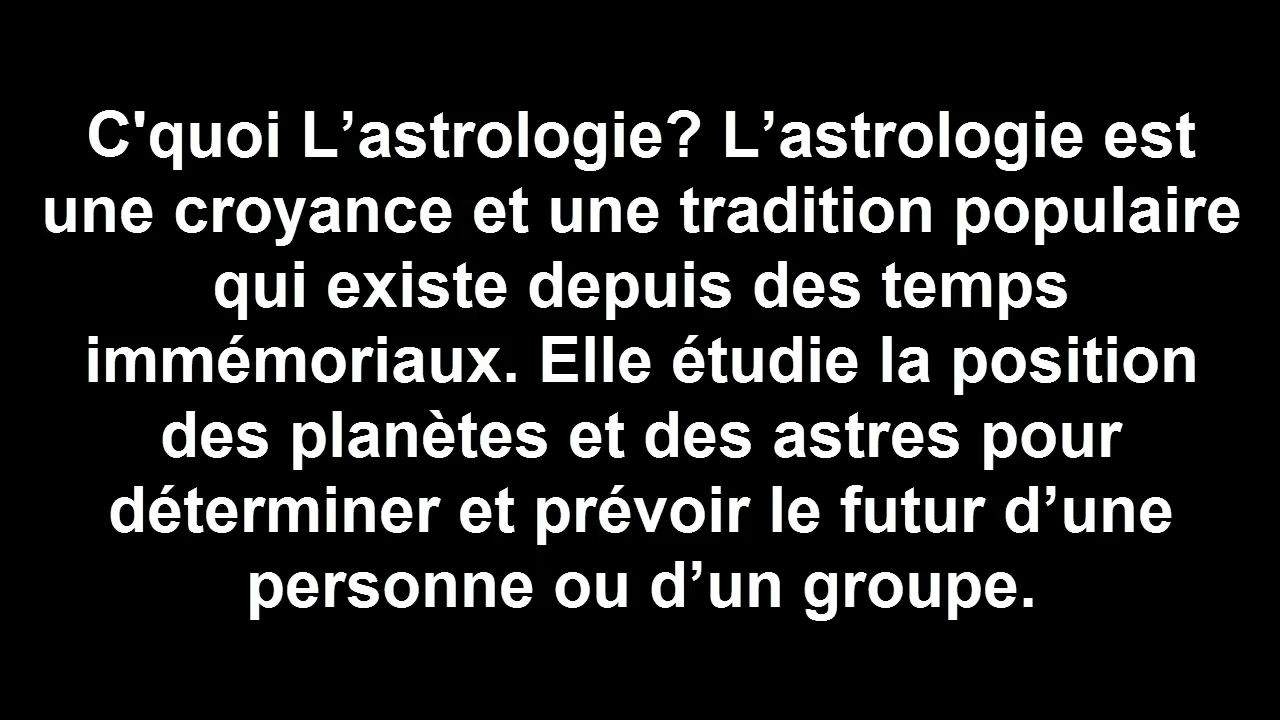 C'quoi L’astrologie? L’astrologie est
une croyance et une tradition populaire
qui existe depuis des temps
immémoriaux. Elle étudie la position
des planètes et des astres pour
déterminer et prévoir le futur d’une
personne ou d’un groupe.